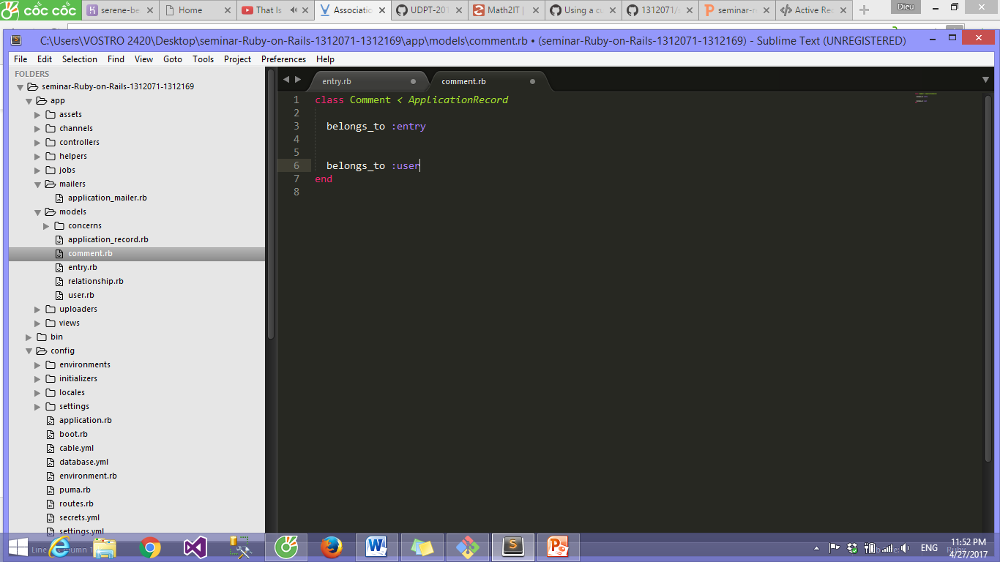 cốc cốc
serene-be
Home
That Is
Associatio
UDPT-201
Math2IT |
Using a cu
1312071/s
seminar-r
Active Re
Dieu
C:\Users\VOSTRO 2420\Desktop\seminar-Ruby-on-Rails-1312071-1312169\app\models\comment.rb • (seminar-Ruby-on-Rails-1312071-1312169) - Sublime Text (UNREGISTERED)
File Edit Selection Find View Goto Tools Project Preferences Help
FOLDERS
seminar-Ruby-on-Rails-1312071-1312169
app
assets
channels
controllers
helpers
jobs
mailers
application_mailer.rb
models
concerns
application_record.rb
comment.rb
entry.rb
relationship.rb
user.rb
uploaders
views
bin
config
environments
initializers
locales
settings
application.rb
boot.rb
cable.yml
database.yml
environment.rb
puma.rb
routes.rb
secrets.yml
settings.yml
entry.rb
comment.rb
1 class Comment < ApplicationRecord
2
3 belongs_to :entry
4
5
6 belongs_to :user
7 end
8
ENG
11:52 PM
4/27/2017